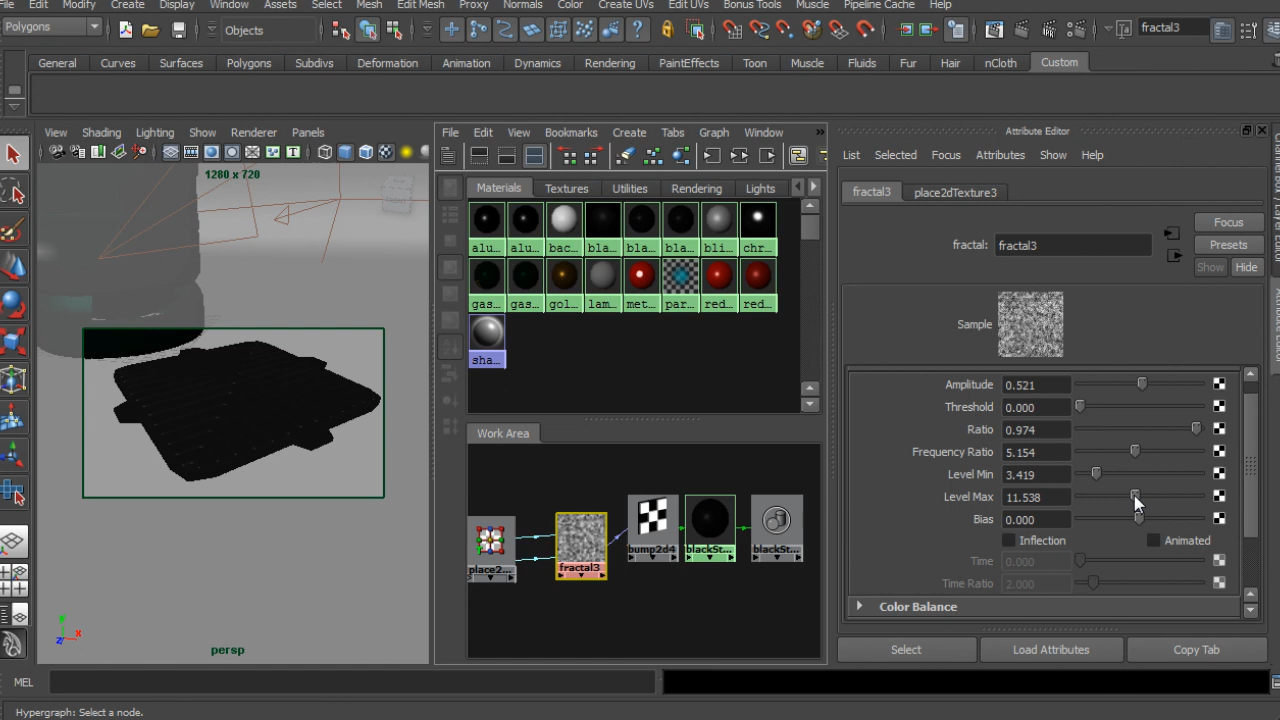 Edit Modify Create Display Window Assets Select Mesh Edit Mesh Proxy Normals Color Create UVs Edit UVs Bonus Tools Muscle Pipeline Cache Help
Polygons Objects fractal3
General Curves Surfaces Polygons Subdivs Deformation Animation Dynamics Rendering PaintEffects Toon Muscle Fluids Fur Hair nCloth Custom
View Shading Lighting Show Renderer Panels
1280 x 720
persp
File Edit View Bookmarks Create Tabs Graph Window »
Materials Textures Utilities Rendering Lights
alu... alu... bac... bla... bla... bla... bli... chr...
gas... gas... gol... lam... met... par... red... red...
sha...
Work Area
place2... fractal3 bump2d4 blackSt... blackSt...
Attribute Editor
List Selected Focus Attributes Show Help
fractal3 place2dTexture3
Focus
fractal: fractal3 Presets
Show Hide
Sample
Amplitude 0.521
Threshold 0.000
Ratio 0.974
Frequency Ratio 5.154
Level Min 3.419
Level Max 11.538
Bias 0.000
Inflection Animated
Time 0.000
Time Ratio 2.000
Color Balance
Select Load Attributes Copy Tab
MEL
Hypergraph: Select a node.